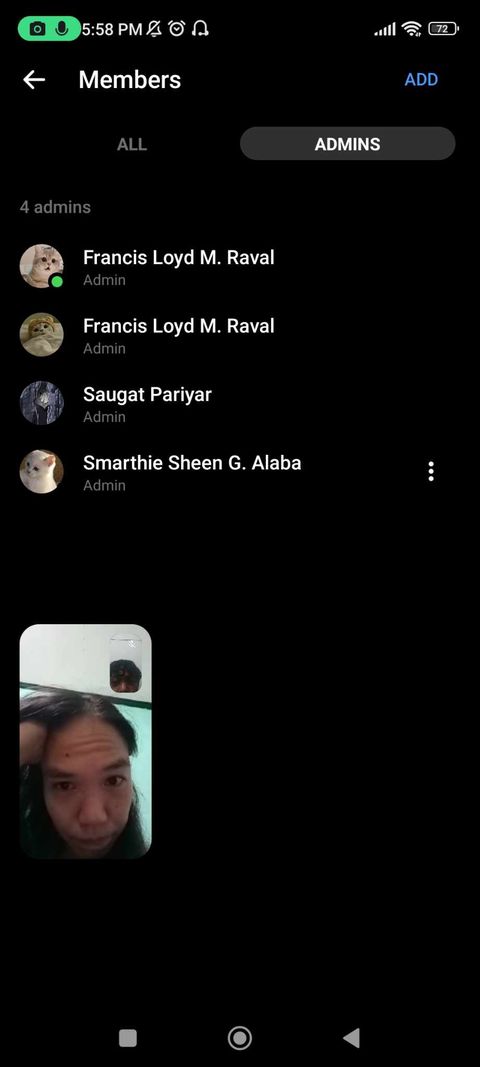 5:58 PM
72
Members
ADD
ALL
ADMINS
4 admins
Francis Loyd M. Raval
Admin
Francis Loyd M. Raval
Admin
Saugat Pariyar
Admin
Smarthie Sheen G. Alaba
Admin